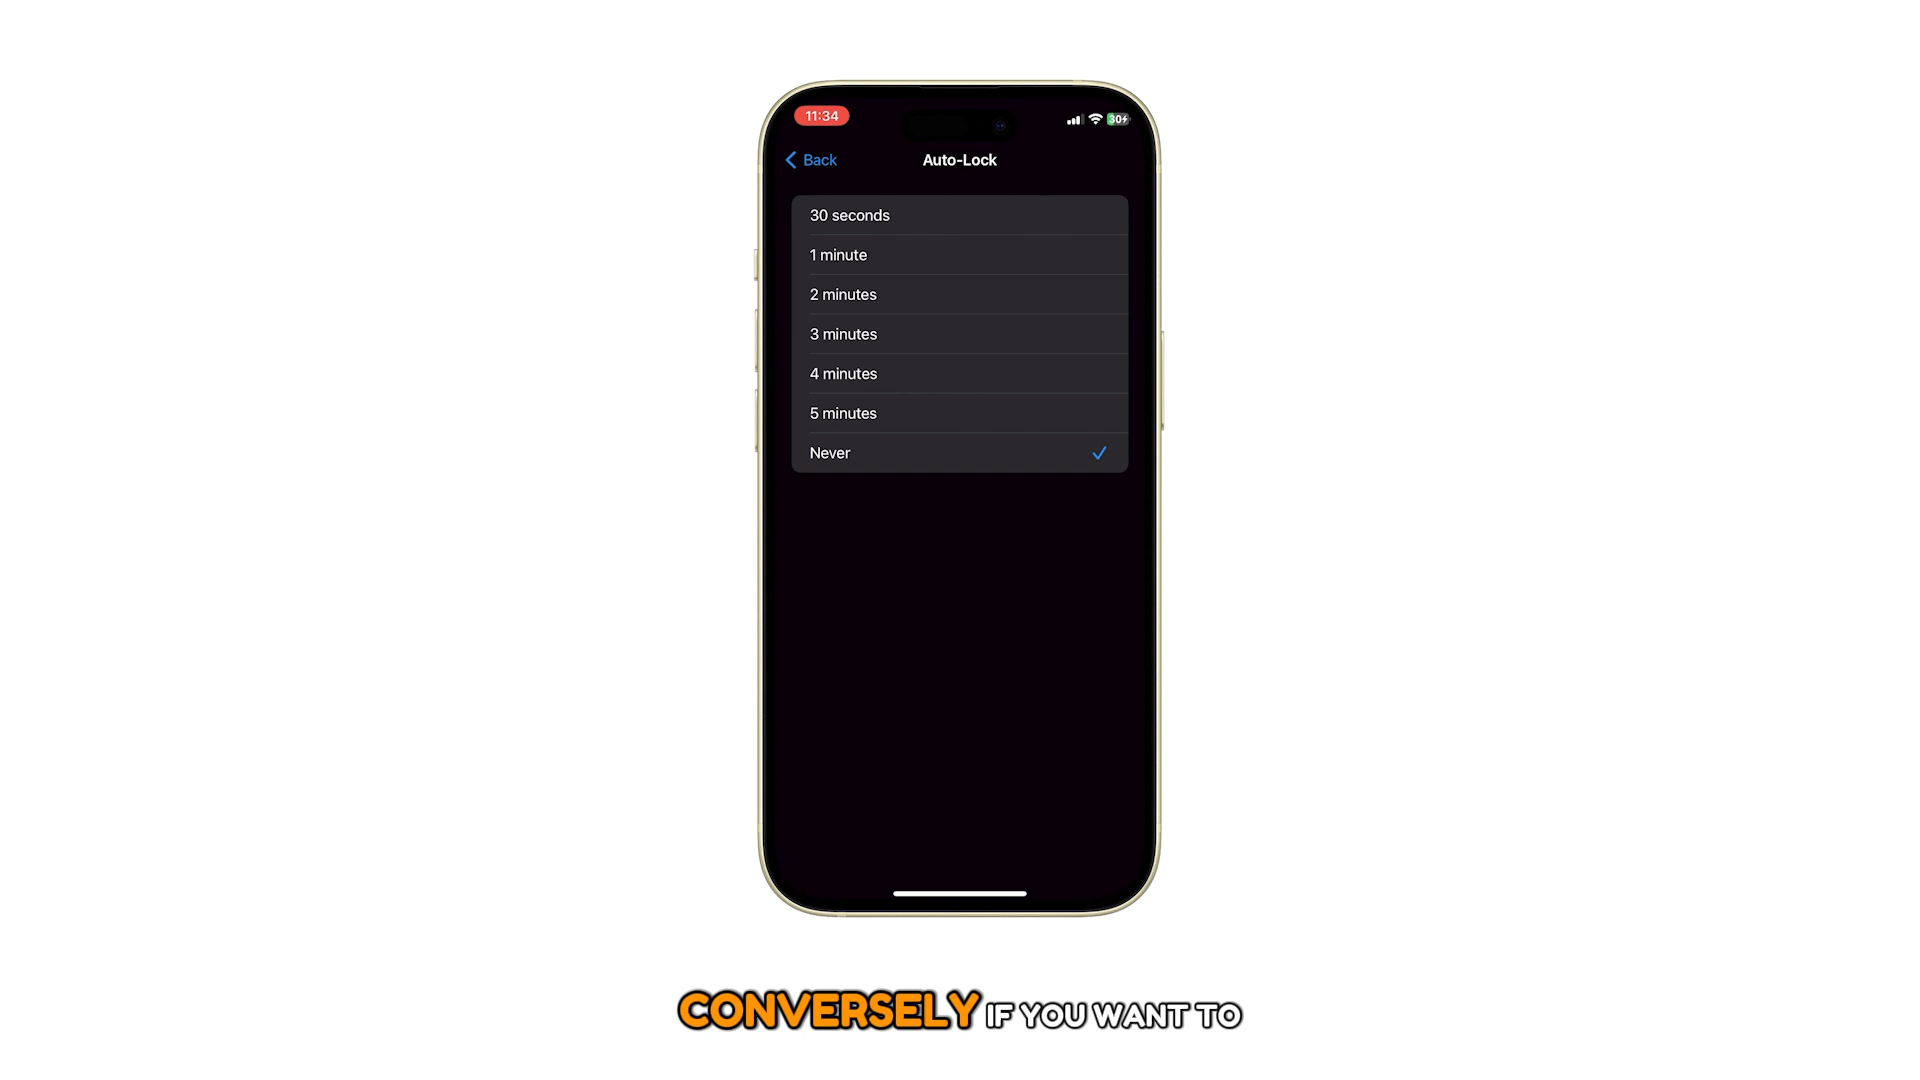 11:34
30
Back
Auto-Lock
30 seconds
1 minute
2 minutes
3 minutes
4 minutes
5 minutes
Never
CONVERSELY IF YOU WANT TO